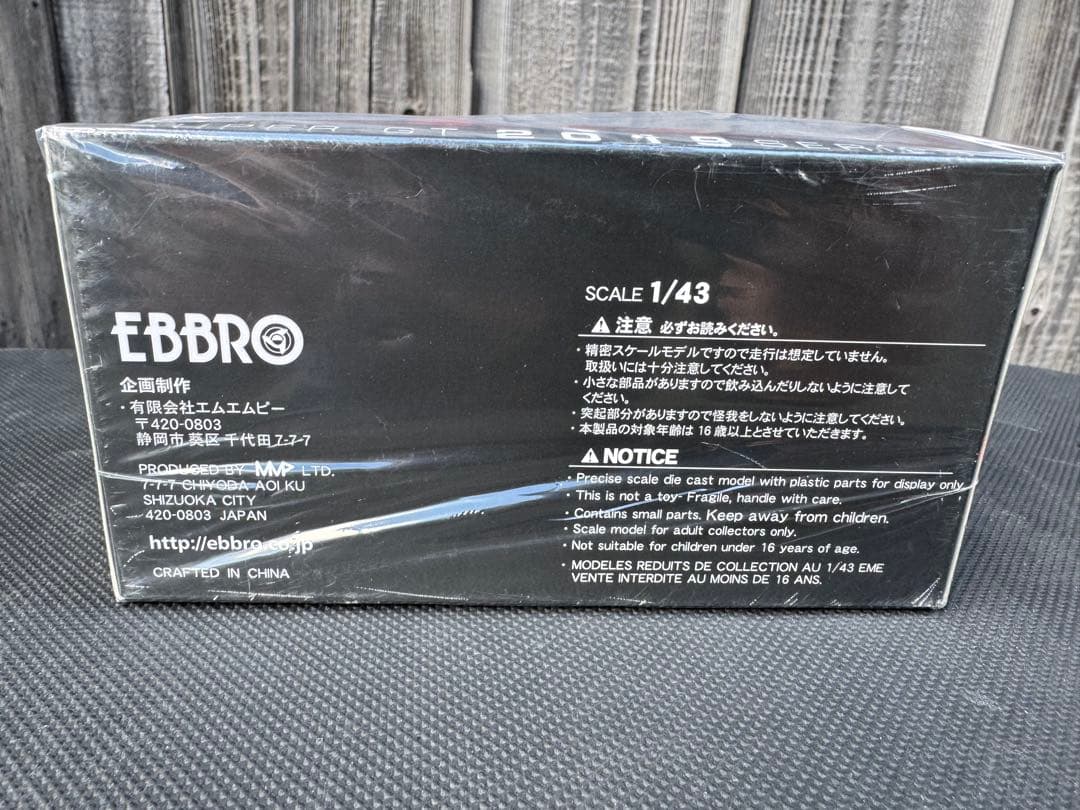 SUPER GT 2015 SERIES
EBBRO
企画制作
・有限会社エムエムピー
〒420-0803
静岡市葵区千代田7-7-7
PRODUCED BY MMP LTD.
7-7-7 CHIYODA AOI KU
SHIZUOKA CITY
420-0803 JAPAN
http://ebbro.co.jp
CRAFTED IN CHINA
SCALE 1/43
注意 必ずお読みください。
・精密スケールモデルですので走行は想定していません。
取扱いには十分注意してください。
・小さな部品がありますので飲み込んだりしないように注意して
ください。
・突起部分がありますので怪我をしないように注意してください。
・本製品の対象年齢は16歳以上とさせていただきます。
NOTICE
・Precise scale die cast model with plastic parts for display only.
・This is not a toy- Fragile, handle with care.
・Contains small parts. Keep away from children.
・Scale model for adult collectors only.
・Not suitable for children under 16 years of age.
・MODELES REDUITS DE COLLECTION AU 1/43 EME
VENTE INTERDITE AU MOINS DE 16 ANS.